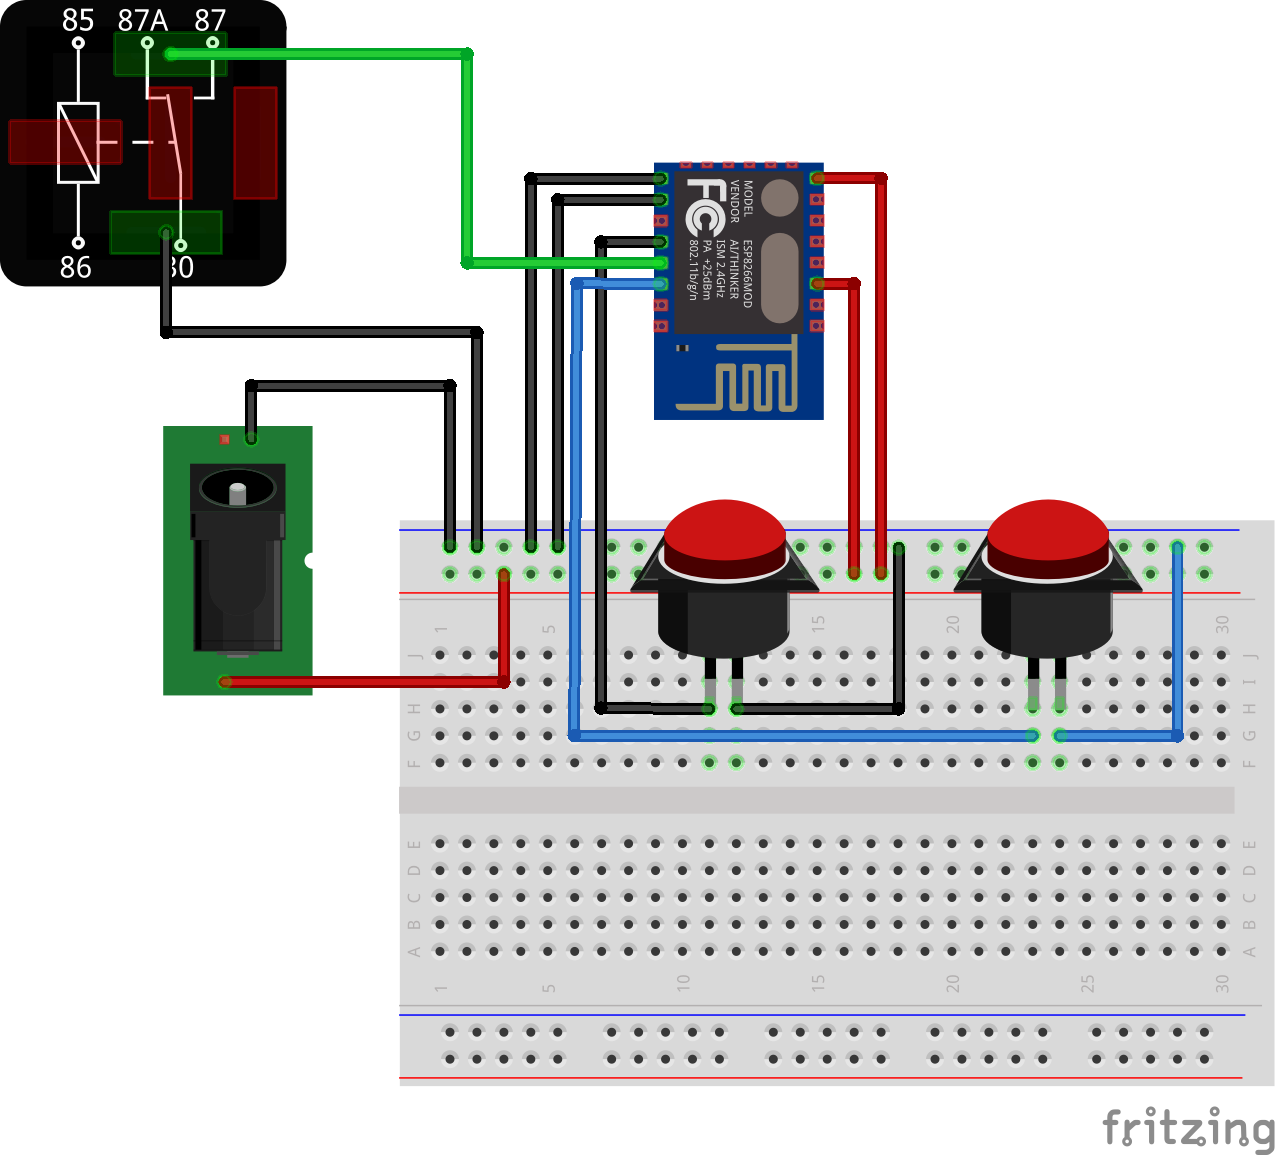 85 87A 87
86 30
FC
MODEL
VENDOR
ESP8266MOD
AI/THINKER
ISM 2.4GHz
PA +25dBm
802.11b/g/n
1 5 15 20 30
J J
I I
H H
G G
F F
E E
D D
C C
B B
A A
1 5 10 15 20 25 30
fritzing